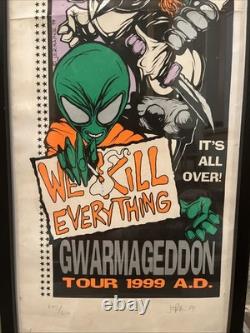 IT'S
ALL
OVER!
WE KILL
EVERYTHING
GWARMAGEDDON
TOUR 1999 A.D.